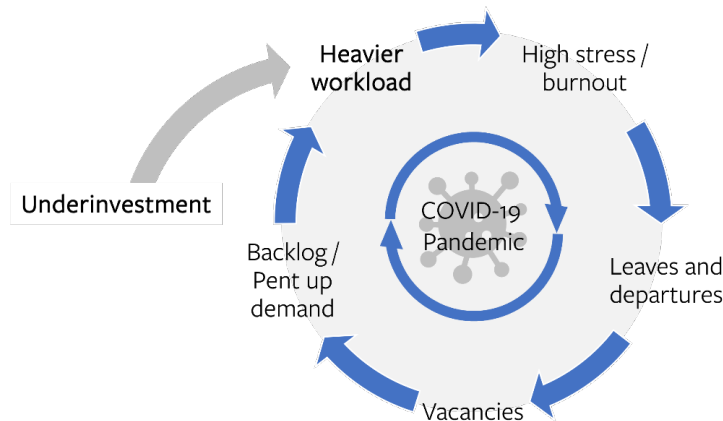 Heavier
workload
High stress /
burnout
Underinvestment
COVID-19
Pandemic
Backlog /
Pent up
demand
Leaves and
departures
Vacancies